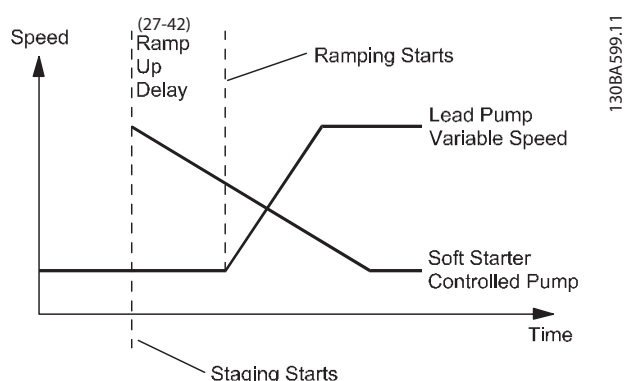 Speed
(27-42)
Ramp
Up
Delay
Ramping Starts
130BA599.11
Lead Pump
Variable Speed
Soft Starter
Controlled Pump
Time
Staging Starts